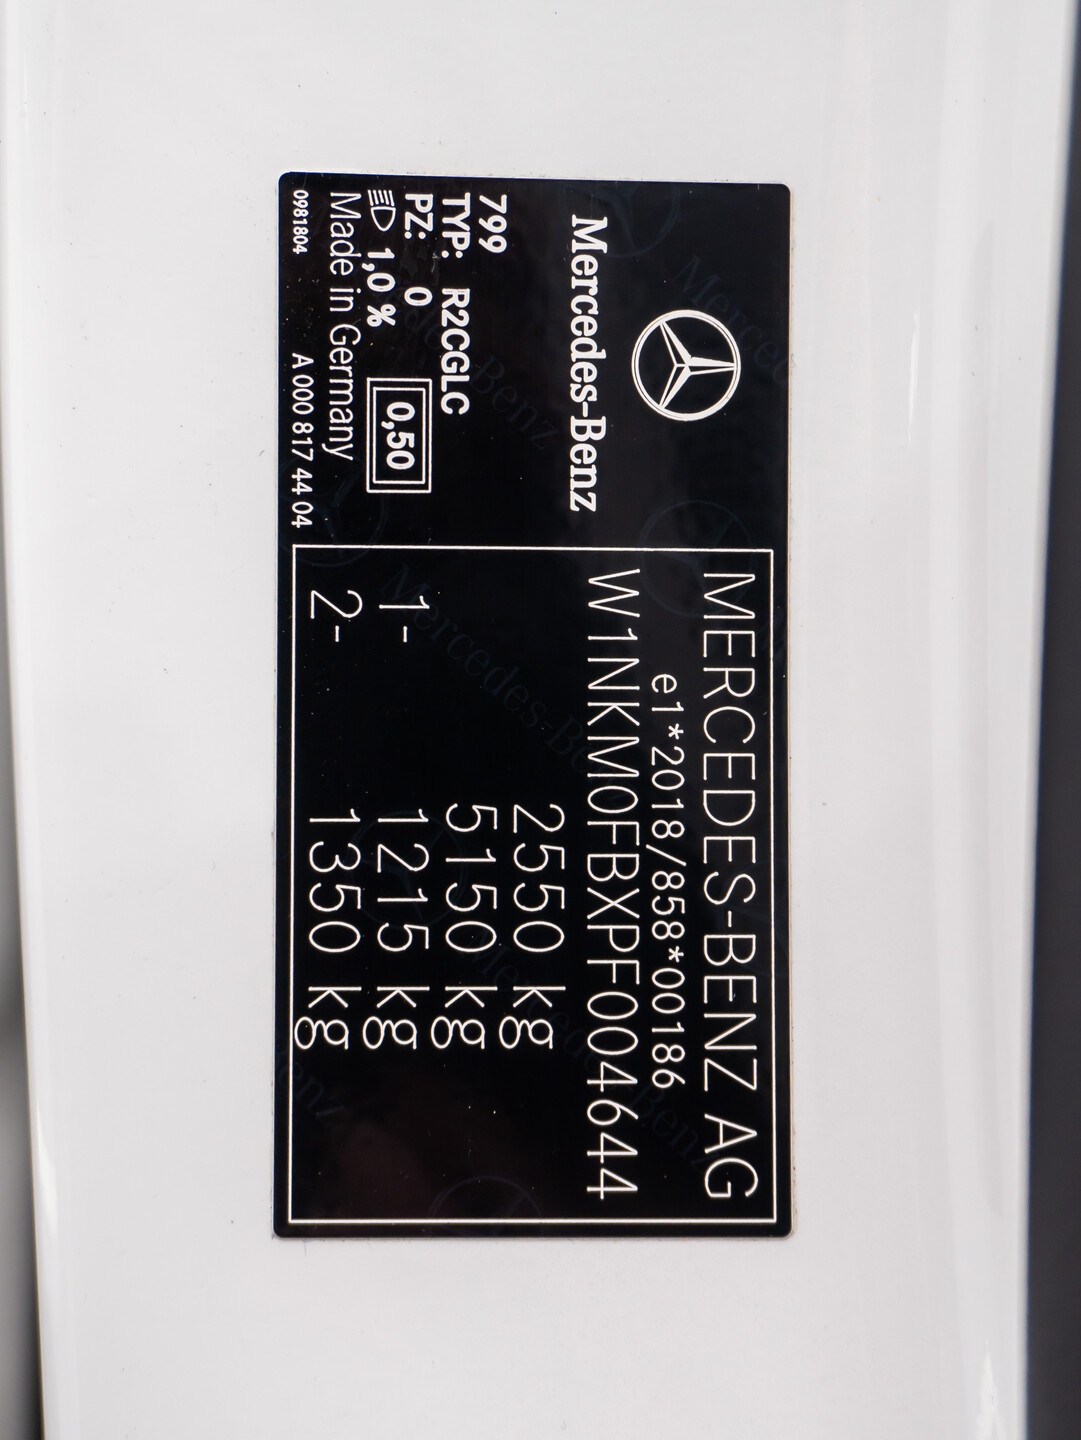 Mercedes-Benz
799
TYP: R2CGLC
PZ: 0
1,0 %
0,50
Made in Germany
0981804
A 000 817 44 04
MERCEDES-BENZ AG
e1*2018/858*00186
W1NKM0FBXPF004644
2550 kg
5150 kg
1- 1215 kg
2- 1350 kg